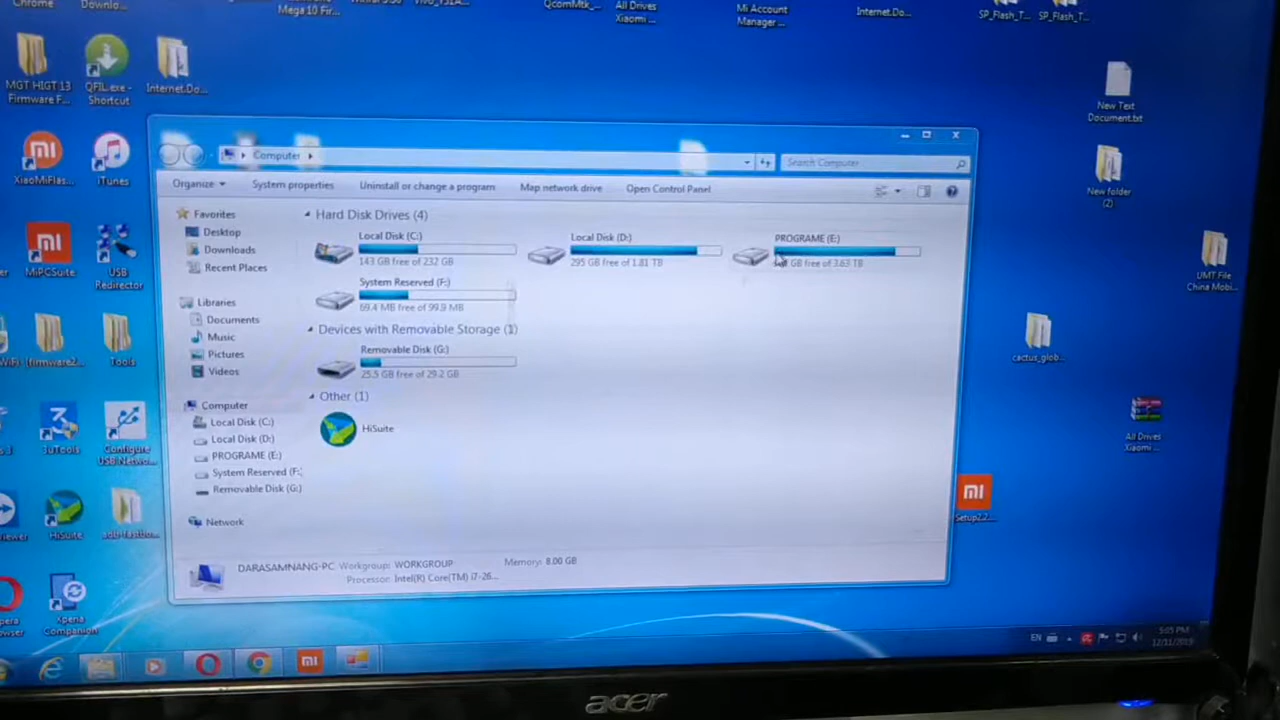 Chrome
Downlo...
Mega 10 Fir...
QcomMtk_...
All Drives
Xiaomi ...
Mi Account
Manager ...
Internet.Do...
SP_Flash_T...
SP_Flash_T...
MGT HIGT 13
Firmware F...
QFIL.exe -
Shortcut
Internet.Do...
New Text
Document.txt
XiaoMiFlas...
iTunes
New folder
(2)
MiPCSuite
USB
Redirector
UMT File
China Mobi...
Tools
cactus_glob...
3uTools
Configure
USB Netwo...
All Drives
Xiaomi ...
HiSuite
Setup2.2...
Xperia
Companion
Computer
Search Computer
Organize
System properties
Uninstall or change a program
Map network drive
Open Control Panel
Favorites
Desktop
Downloads
Recent Places
Libraries
Documents
Music
Pictures
Videos
Computer
Local Disk (C:)
Local Disk (D:)
PROGRAME (E:)
System Reserved (F:
Removable Disk (G:)
Network
Hard Disk Drives (4)
Local Disk (C:)
143 GB free of 232 GB
Local Disk (D:)
295 GB free of 1.81 TB
PROGRAME (E:)
GB free of 3.63 TB
System Reserved (F:)
69.4 MB free of 99.9 MB
Devices with Removable Storage (1)
Removable Disk (G:)
25.5 GB free of 29.2 GB
Other (1)
HiSuite
DARASAMNANG-PC
Workgroup: WORKGROUP
Memory: 8.00 GB
Processor: Intel(R) Core(TM) i7-26...
EN
5:05 PM
12/11/2019
acer